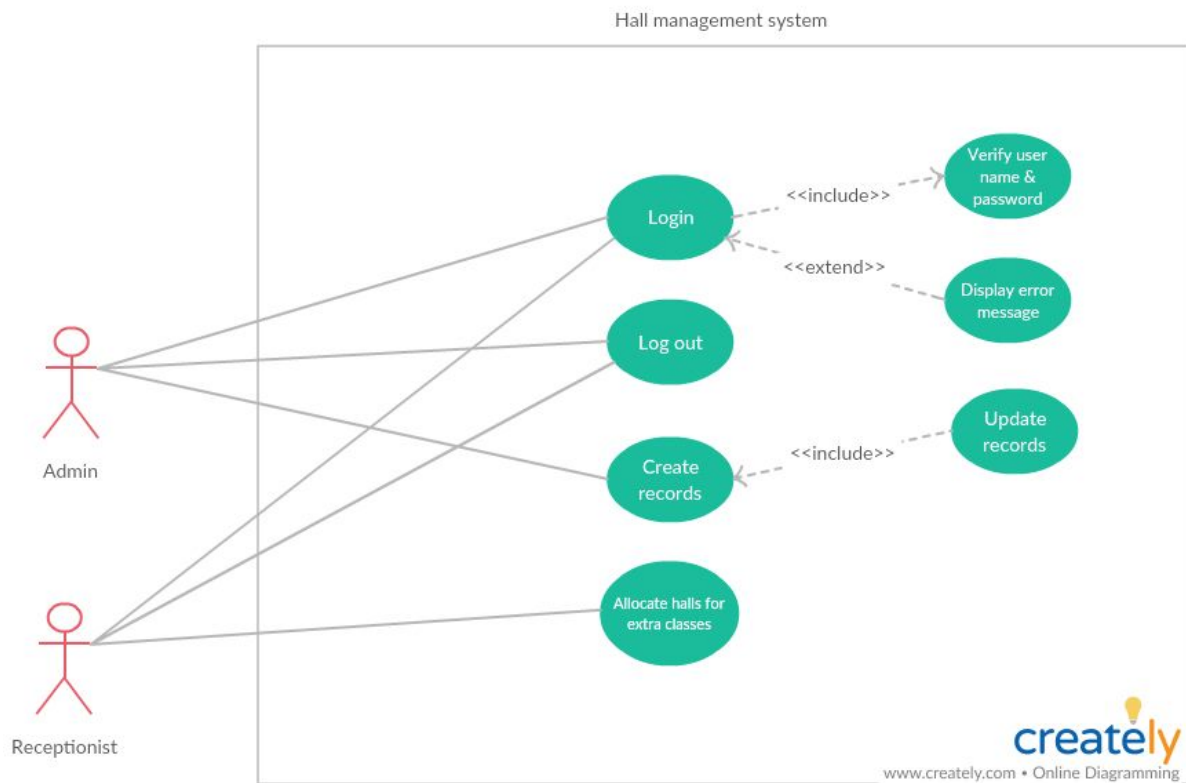 Hall management system
Verify user
name &
password
<<include>>
Login
<<extend>>
Display error
message
Log out
Admin
Update
records
<<include>>
Create
records
Allocate halls for
extra classes
Receptionist
creately
www.creately.com • Online Diagramming